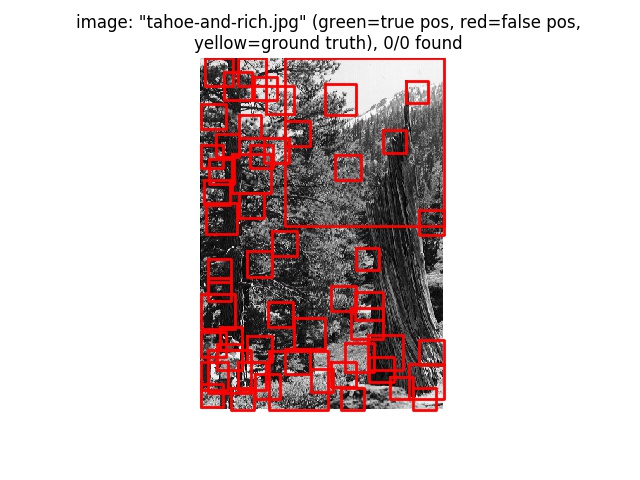 image: "tahoe-and-rich.jpg" (green=true pos, red=false pos,
yellow=ground truth), 0/0 found